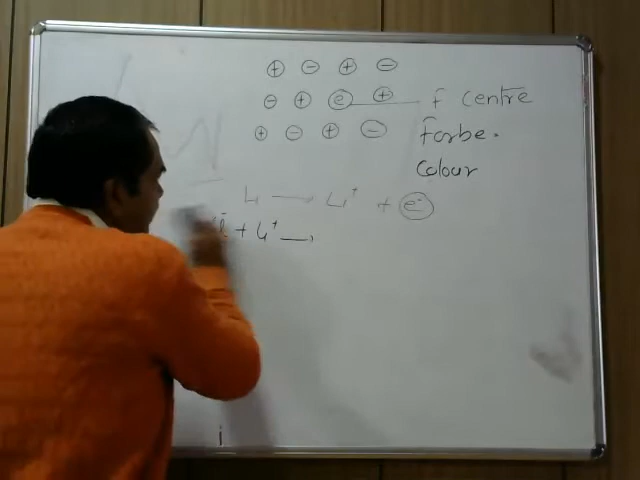 + − + −
− + e +
+ − + −
f centre
Farbe.
Colour
Li ⟶ Li⁺ + e⁻
+ Li⁺ ⟶